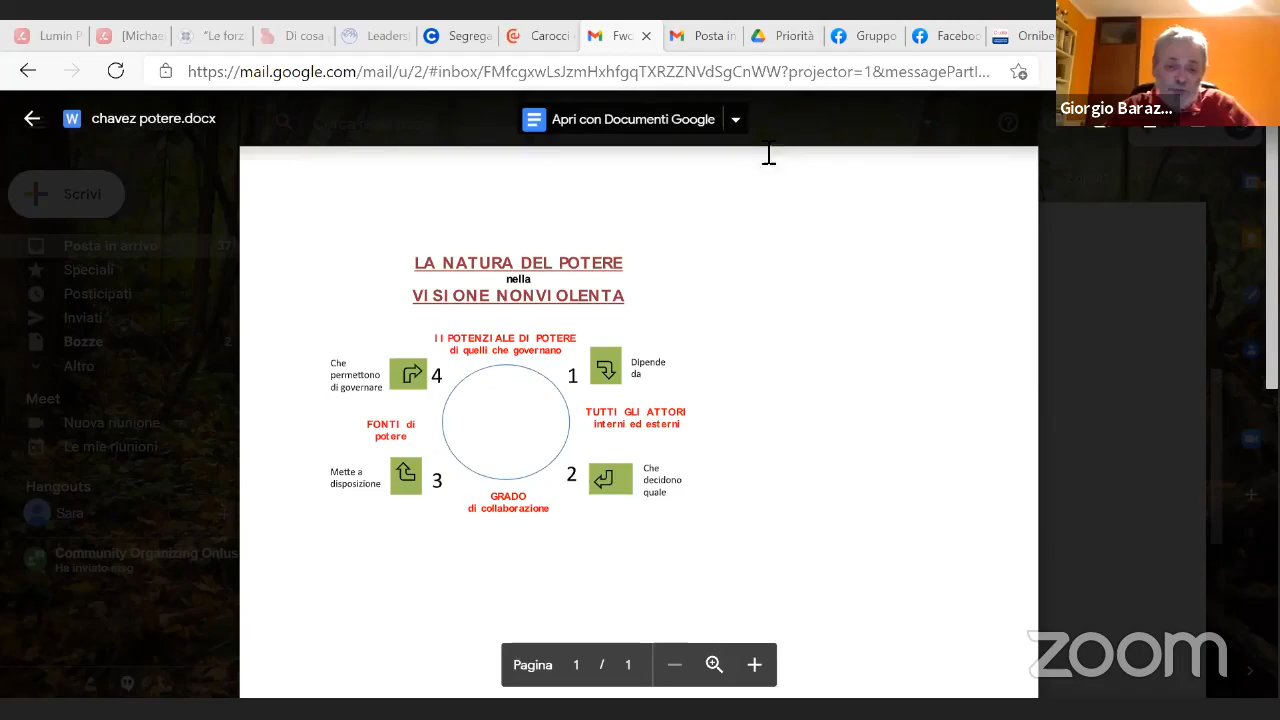 Lumin P
[Michae
"Le forz
Di cosa
Leaders
Segrega
Carocci
Fwd
Posta in
Priorità
Gruppo
Facebo
Ornibe
https://mail.google.com/mail/u/2/#inbox/FMfcgxwLsJzmHxhfgqTXRZZNVdSgCnWW?projector=1&messagePartI...
Giorgio Baraz...
chavez potere.docx
Apri con Documenti Google
Scrivi
Posta in arrivo 37
Speciali
Posticipati
Inviati
Bozze 2
Altro
Meet
Nuova riunione
Le mie riunioni
Hangouts
Sara
Community Organizing Onlus
Ha inviato msg
LA NATURA DEL POTERE
nella
VISIONE NONVIOLENTA
Il POTENZIALE DI POTERE
di quelli che governano
Che
permettono
di governare
4
1
Dipende
da
TUTTI GLI ATTORI
interni ed esterni
FONTI di
potere
Mette a
disposizione
3
2
Che
decidono
quale
GRADO
di collaborazione
Pagina 1 / 1
zoom